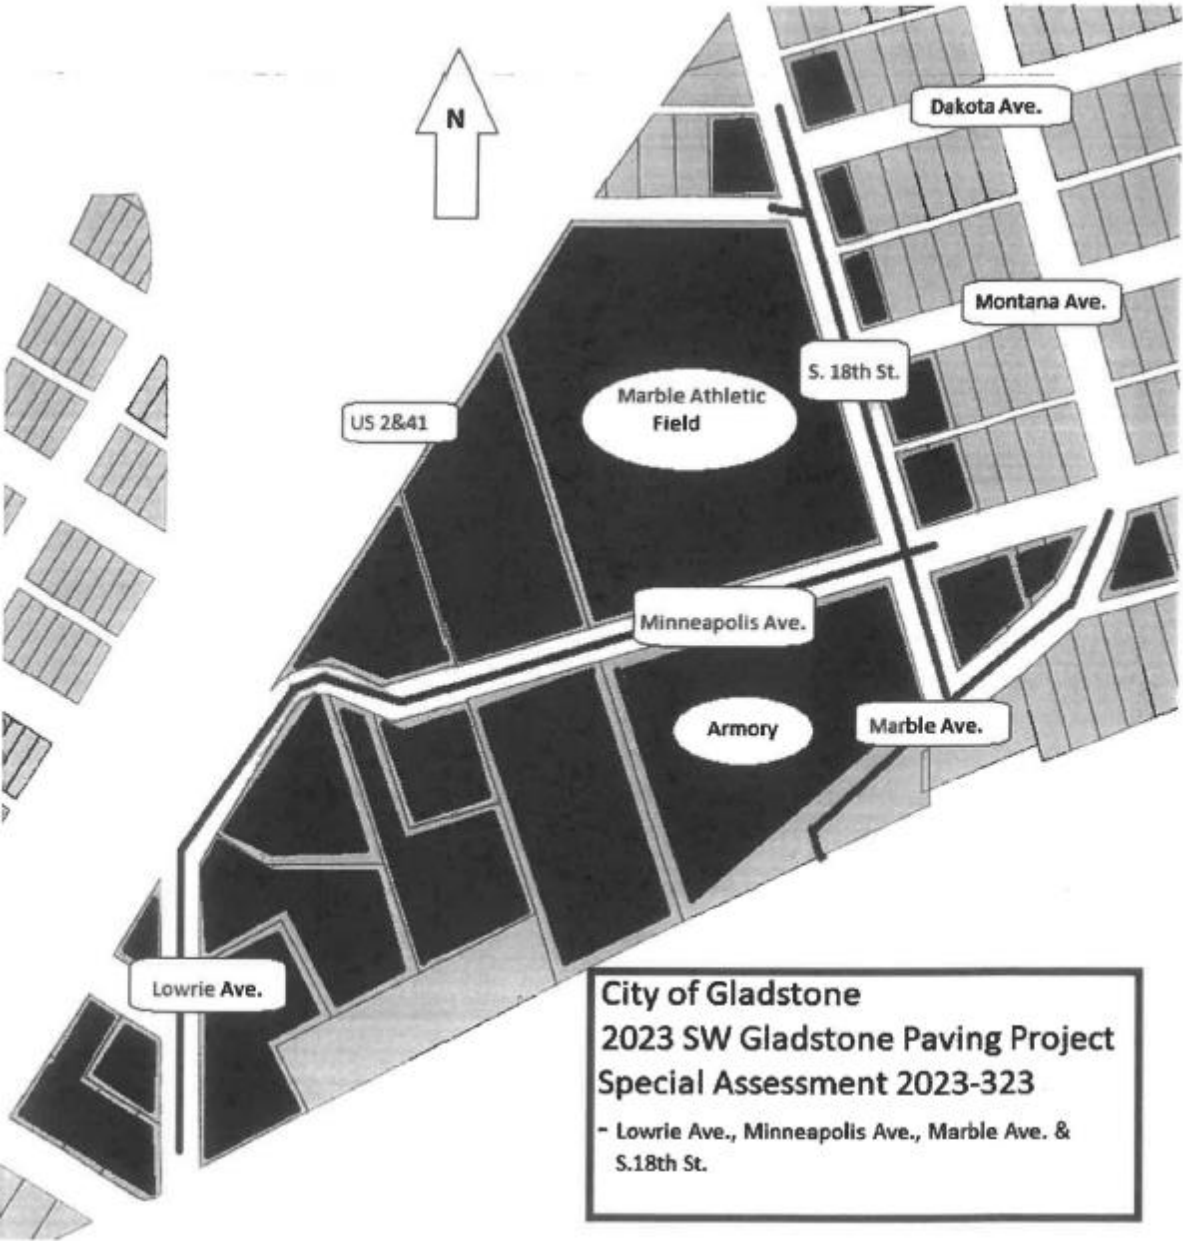 N
Dakota Ave.
Montana Ave.
S. 18th St.
Marble Athletic
Field
US 2&41
Minneapolis Ave.
Armory
Marble Ave.
Lowrie Ave.
City of Gladstone
2023 SW Gladstone Paving Project
Special Assessment 2023-323
- Lowrie Ave., Minneapolis Ave., Marble Ave. &
S.18th St.